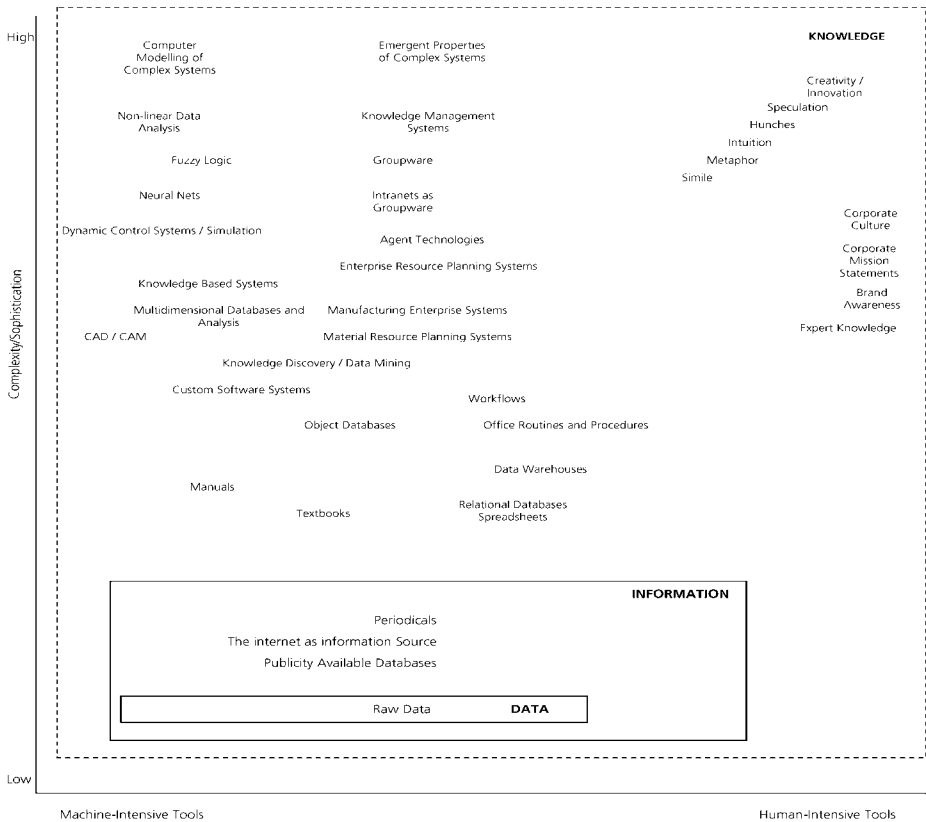 High
KNOWLEDGE
Computer
Modelling of
Complex Systems
Emergent Properties
of Complex Systems
Creativity /
Innovation
Speculation
Hunches
Intuition
Metaphor
Simile
Non-linear Data
Analysis
Knowledge Management
Systems
Fuzzy Logic
Groupware
Neural Nets
Intranets as
Groupware
Corporate
Culture
Dynamic Control Systems / Simulation
Agent Technologies
Corporate
Mission
Statements
Enterprise Resource Planning Systems
Knowledge Based Systems
Brand
Awareness
Multidimensional Databases and
Analysis
Manufacturing Enterprise Systems
Expert Knowledge
CAD / CAM
Material Resource Planning Systems
Knowledge Discovery / Data Mining
Custom Software Systems
Workflows
Object Databases
Office Routines and Procedures
Data Warehouses
Manuals
Textbooks
Relational Databases
Spreadsheets
Complexity/Sophistication
INFORMATION
Periodicals
The internet as information Source
Publicity Available Databases
Raw Data
DATA
Low
Machine-Intensive Tools
Human-Intensive Tools